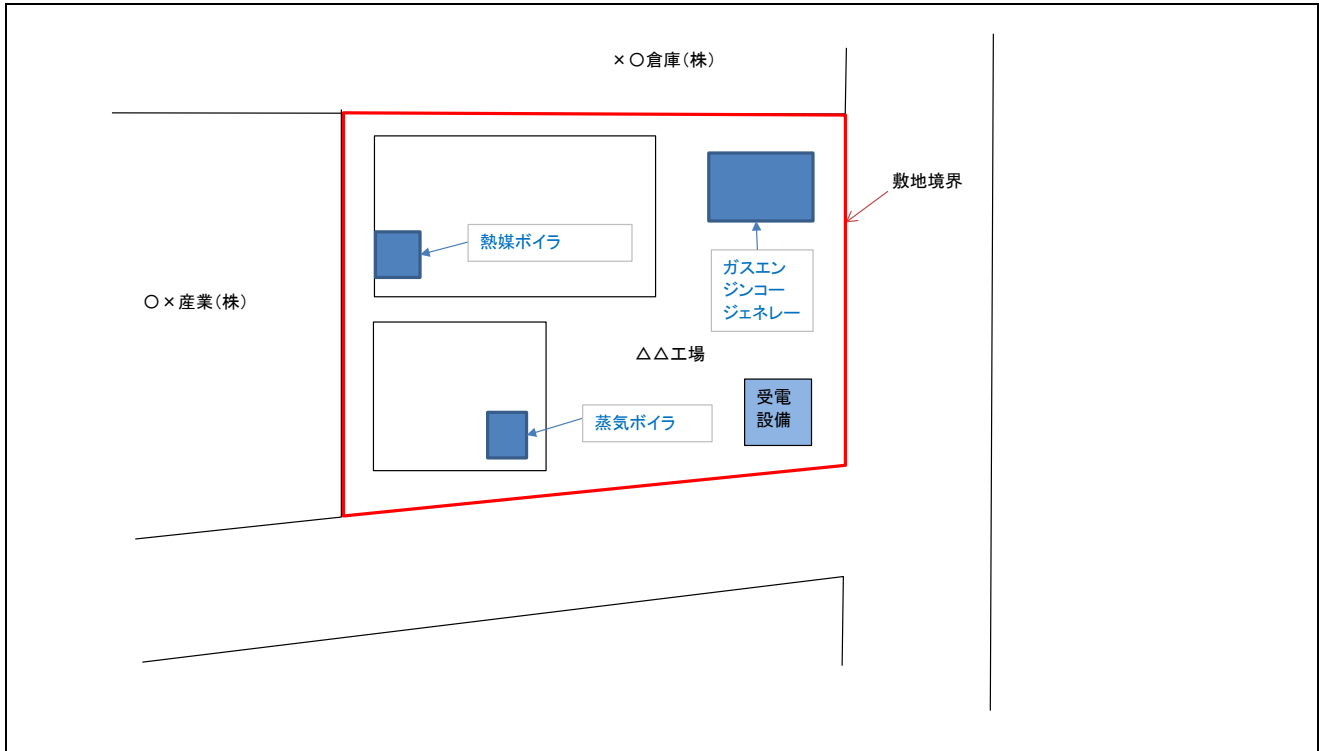 ×○倉庫(株)
敷地境界
熱媒ボイラ
ガスエン
ジンコー
ジェネレー
○×産業(株)
△△工場
受電
設備
蒸気ボイラ